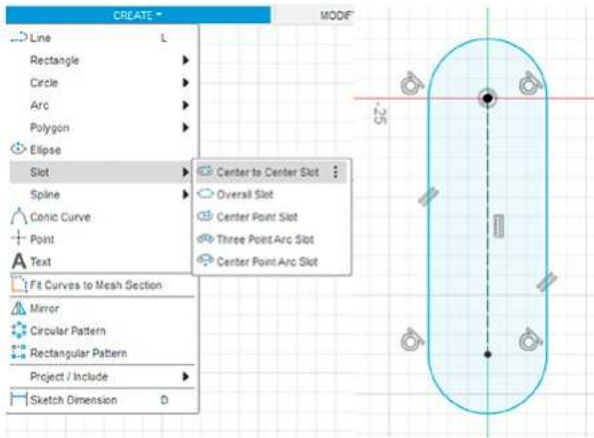 CREATE
MODIF
Line L
Rectangle
Circle
Arc
Polygon
Ellipse
Slot
Spline
Conic Curve
Point
Text
Fit Curves to Mesh Section
Mirror
Circular Pattern
Rectangular Pattern
Project / Include
Sketch Dimension D
Center to Center Slot
Overall Slot
Center Point Slot
Three Point Arc Slot
Center Point Arc Slot
-25